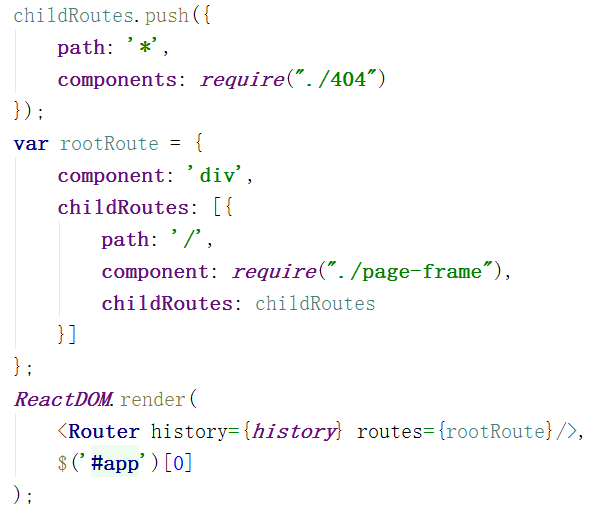 childRoutes.push({
    path: '*',
    components: require("./404")
});
var rootRoute = {
    component: 'div',
    childRoutes: [{
        path: '/',
        component: require("./page-frame"),
        childRoutes: childRoutes
    }]
};
ReactDOM.render(
    <Router history={history} routes={rootRoute}/>,
    $('#app')[0]
);